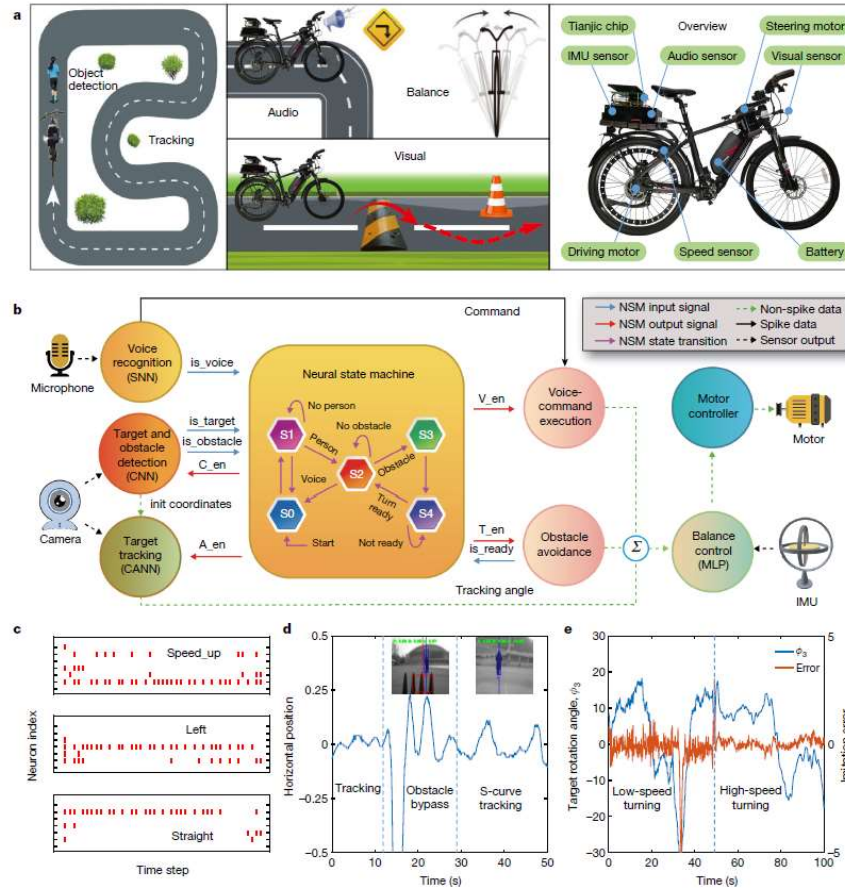 a
Object
detection
Tracking
Audio
Balance
Visual
Overview
Tianjic chip
Steering motor
IMU sensor
Audio sensor
Visual sensor
Driving motor
Speed sensor
Battery
b
Command
NSM input signal
NSM output signal
NSM state transition
Non-spike data
Spike data
Sensor output
Microphone
Voice
recognition
(SNN)
is_voice
Neural state machine
V_en
Voice-
command
execution
Motor
controller
Motor
Target and
obstacle
detection
(CNN)
is_target
is_obstacle
C_en
No person
S1
Person
No obstacle
S2
Obstacle
S3
Voice
Turn
ready
S0
S4
Start
Not ready
Camera
init coordinates
Target
tracking
(CANN)
A_en
T_en
is_ready
Obstacle
avoidance
Σ
Balance
control
(MLP)
IMU
Tracking angle
c
Neuron index
Speed_up
Left
Straight
Time step
d
Horizontal position
0.5
0.25
0
−0.25
−0.5
Tracking
Obstacle
bypass
S-curve
tracking
0
10
20
30
40
50
Time (s)
e
Target rotation angle, ϕ3
30
20
10
0
−10
−20
−30
ϕ3
Error
Low-speed
turning
High-speed
turning
0
20
40
60
80
100
Time (s)
5
0
−5
Imitation error